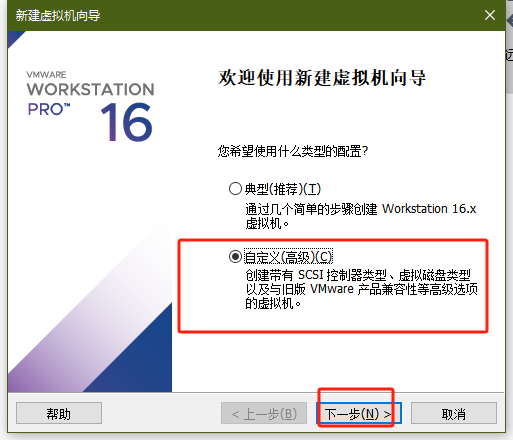 新建虚拟机向导
VMWARE
WORKSTATION
PRO™ 16
欢迎使用新建虚拟机向导
您希望使用什么类型的配置?
典型(推荐)(T)
通过几个简单的步骤创建 Workstation 16.x
虚拟机。
自定义(高级)(C)
创建带有 SCSI 控制器类型、虚拟磁盘类型
以及与旧版 VMware 产品兼容性等高级选项
的虚拟机。
帮助
< 上一步(B)
下一步(N) >
取消